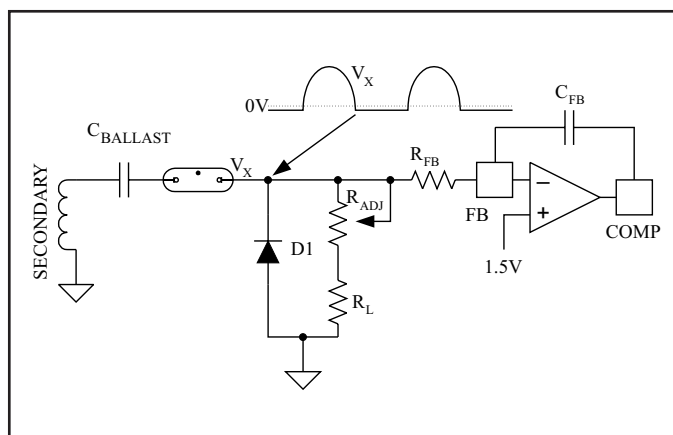 V_X
0V
C_FB
C_BALLAST
R_FB
V_X
R_ADJ
FB
COMP
SECONDARY
D1
1.5V
R_L